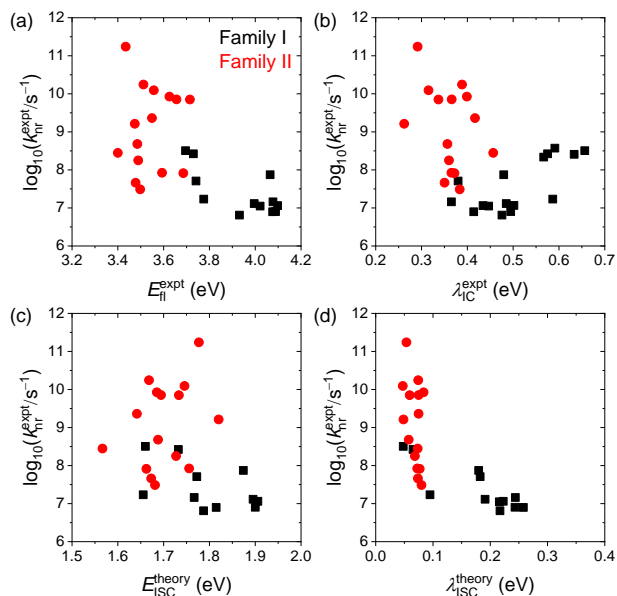 (a)
Family I
Family II
12
11
10
9
8
7
6
3.2 3.4 3.6 3.8 4.0 4.2
log₁₀(k_nr^expt/s⁻¹)
E_fl^expt (eV)
(b)
12
11
10
9
8
7
6
0.2 0.3 0.4 0.5 0.6 0.7
log₁₀(k_nr^expt/s⁻¹)
λ_IC^expt (eV)
(c)
12
11
10
9
8
7
6
1.5 1.6 1.7 1.8 1.9 2.0
log₁₀(k_nr^expt/s⁻¹)
E_ISC^theory (eV)
(d)
12
11
10
9
8
7
6
0.0 0.1 0.2 0.3 0.4
log₁₀(k_nr^expt/s⁻¹)
λ_ISC^theory (eV)